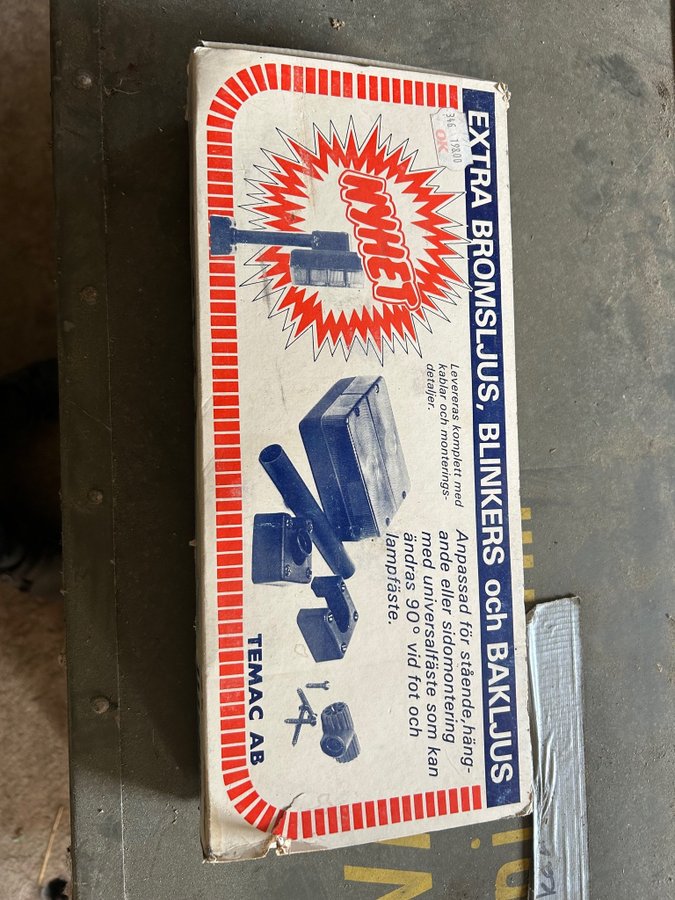 EXTRA BROMSLJUS, BLINKERS och BAKLJUS
346 198.00
OK
NYHET
Levereras komplett med
kablar och monterings-
detaljer.
Anpassad för stående, häng-
ande eller sidomontering
med universalfäste som kan
ändras 90° vid fot och
lampfäste.
TEMAC AB